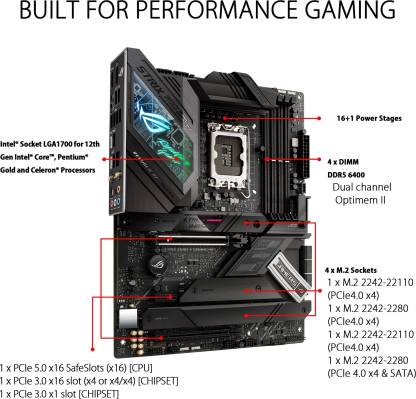 BUILT FOR PERFORMANCE GAMING
STRIX
16+1 Power Stages
Intel® Socket LGA1700 for 12th
Gen Intel® Core™, Pentium®
Gold and Celeron® Processors
4 x DIMM
DDR5 6400
Dual channel
Optimem II
4 x M.2 Sockets
1 x M.2 2242-22110
(PCIe4.0 x4)
1 x M.2 2242-2280
(PCIe4.0 x4)
1 x M.2 2242-22110
(PCIe4.0 x4)
1 x M.2 2242-2280
(PCIe 4.0 x4 & SATA)
1 x PCIe 5.0 x16 SafeSlots (x16) [CPU]
1 x PCIe 3.0 x16 slot (x4 or x4/x4) [CHIPSET]
1 x PCIe 3.0 x1 slot [CHIPSET]